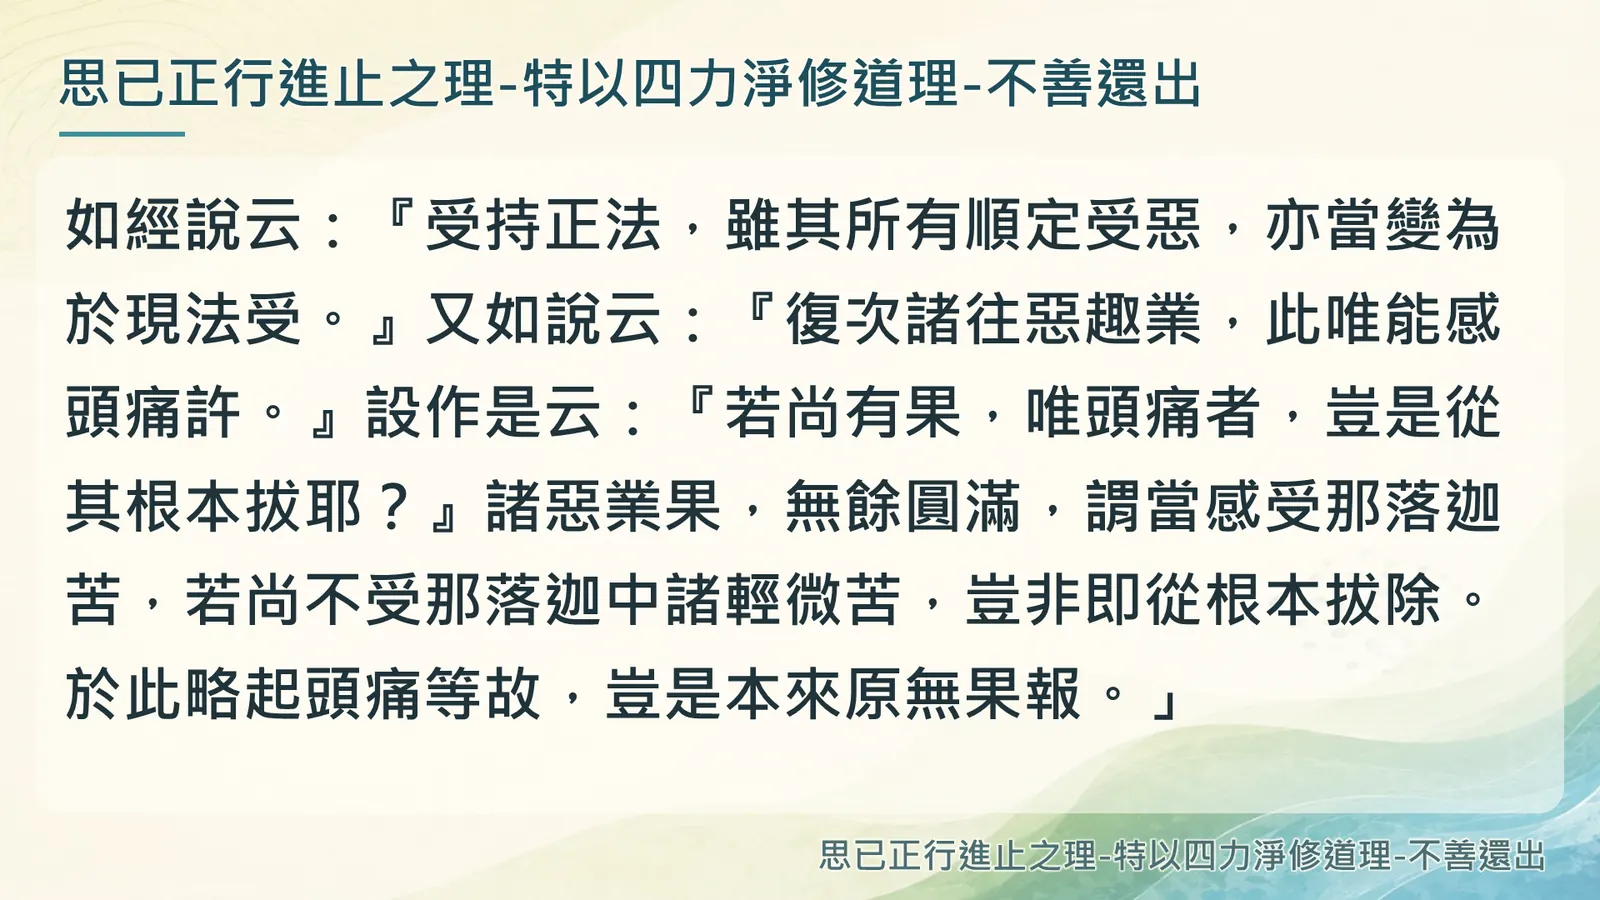 思已正行進止之理-特以四力淨修道理-不善還出
如經說云：『受持正法，雖其所有順定受惡，亦當變為
於現法受。』又如說云：『復次諸往惡趣業，此唯能感
頭痛許。』設作是云：『若尚有果，唯頭痛者，豈是從
其根本拔耶？』諸惡業果，無餘圓滿，謂當感受那落迦
苦，若尚不受那落迦中諸輕微苦，豈非即從根本拔除。
於此略起頭痛等故，豈是本來原無果報。」
思已正行進止之理-特以四力淨修道理-不善還出